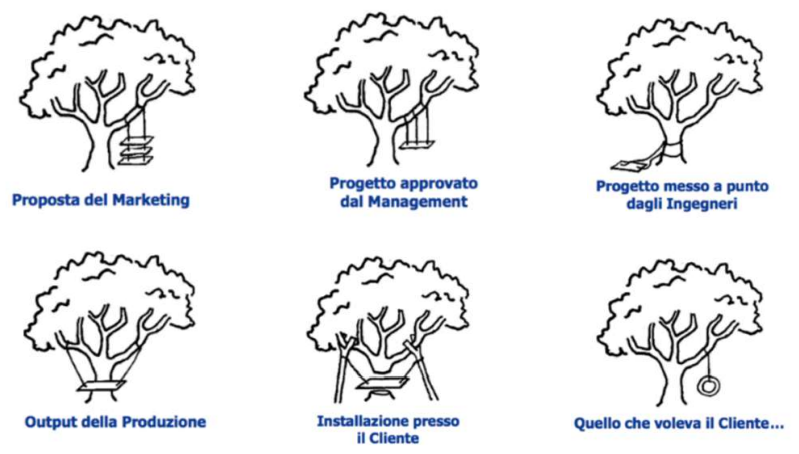 Proposta del Marketing
Progetto approvato
dal Management
Progetto messo a punto
dagli Ingegneri
Output della Produzione
Installazione presso
il Cliente
Quello che voleva il Cliente...